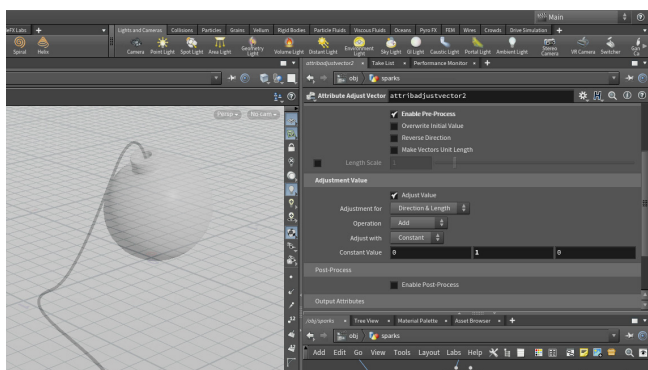 Main
eFX Labs
Lights and Cameras Collisions Particles Grains Vellum Rigid Bodies Particle Fluids Viscous Fluids Oceans Pyro FX FEM Wires Crowds Drive Simulation
Spiral Helix Camera Point Light Spot Light Area Light Geometry Light Volume Light Distant Light Environment Light Sky Light GI Light Caustic Light Portal Light Ambient Light Stereo Camera VR Camera Switcher
attribadjustvector2 Take List Performance Monitor
obj sparks
Attribute Adjust Vector attribadjustvector2
Persp No cam
Enable Pre-Process
Overwrite Initial Value
Reverse Direction
Make Vectors Unit Length
Length Scale 1
Adjustment Value
Adjust Value
Adjustment for Direction & Length
Operation Add
Adjust with Constant
Constant Value 0 1 0
Post-Process
Enable Post-Process
Output Attributes
/obj/sparks Tree View Material Palette Asset Browser
obj sparks
Add Edit Go View Tools Layout Labs Help